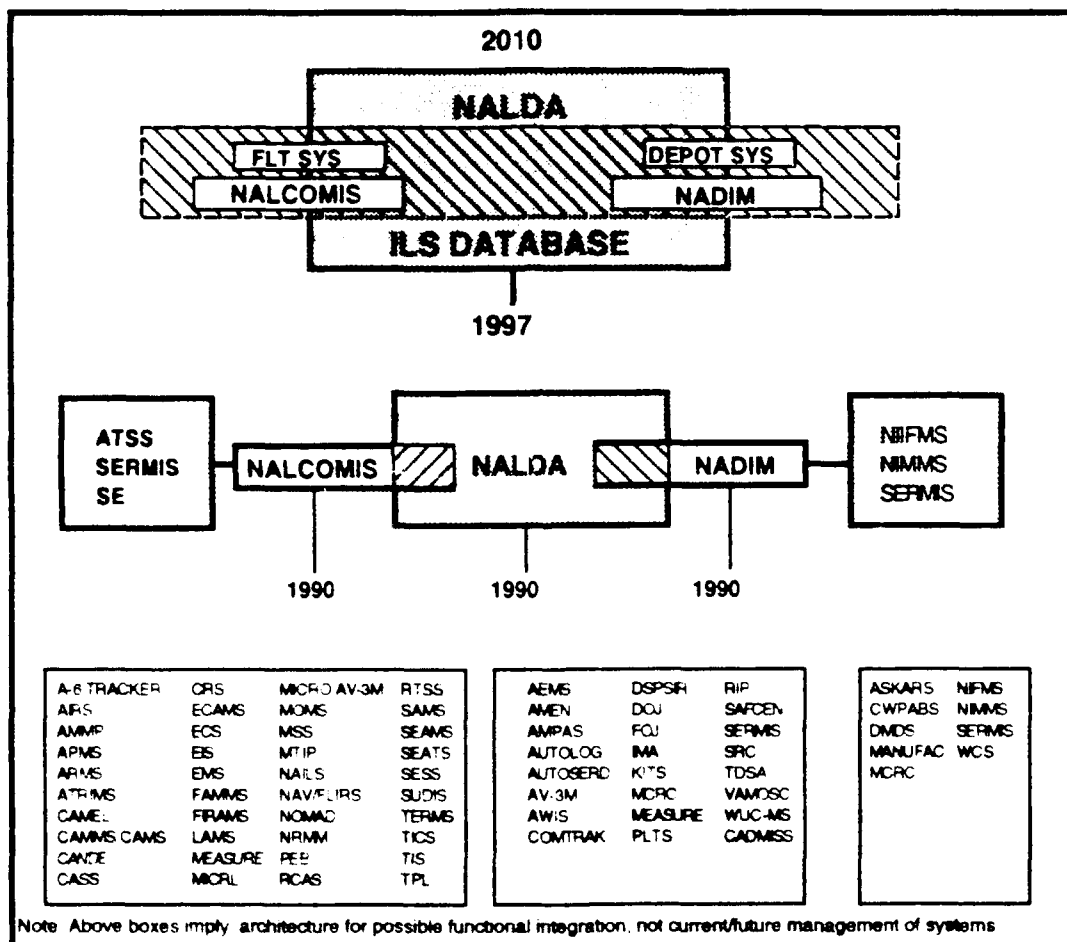 2010
NALDA
FLT SYS
DEPOT SYS
NALCOMIS
NADIM
ILS DATABASE
1997
ATSS
SERMIS
SE
NALCOMIS
NALDA
NADIM
NIIFMS
NIMMS
SERMIS
1990
1990
1990
A-6 TRACKER CRS MICRO AV-3M RTSS
AIRS ECAMS MOMS SAMS
AMMP ECS MSS SEAMS
APMS EIS MTIP SEATS
ARMS EMS NAILS SESS
ATRIMS FAMMS NAV/FLIRS SUDIS
CAMEL FIRAMS NOMAD TERMS
CAMMS CAMS LAMS NRMM TICS
CANDE MEASURE PEB TIS
CASS MICRL RCAS TPL
AEMS DSPSIR RIP
AMEN DOJ SAFCEN
AMPAS FOJ SERMIS
AUTOLOG IMA SRC
AUTOSERD KITS TDSA
AV-3M MCRC VAMOSC
AWIS MEASURE WUC-MS
COMTRAK PLTS CADMISS
ASKARS NIFMS
CWPABS NIMMS
DMDS SERMIS
MANUFAC WCS
MCRC
Note Above boxes imply architecture for possible functional integration, not current/future management of systems